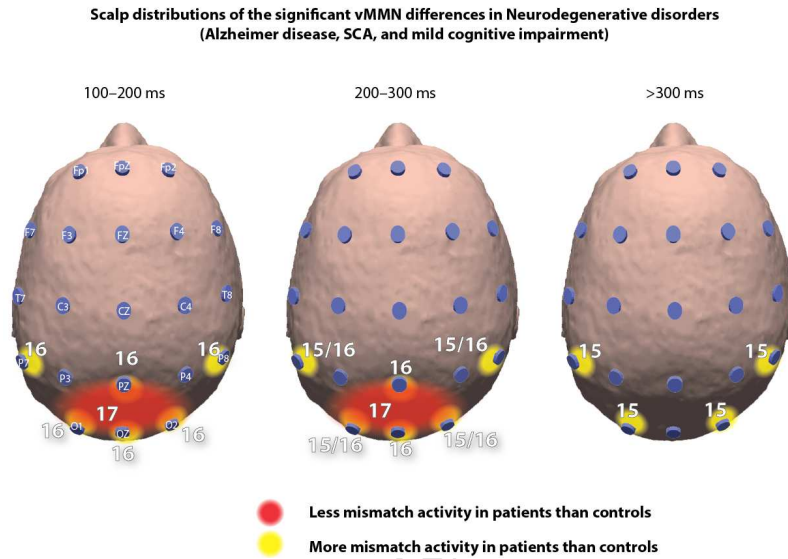 Scalp distributions of the significant vMMN differences in Neurodegenerative disorders
(Alzheimer disease, SCA, and mild cognitive impairment)
100–200 ms 200–300 ms >300 ms
Fp1 FpZ Fp2
F7 F3 FZ F4 F8
T7 C3 CZ C4 T8
16 16 16 15/16 15/16 15 15
P7 P3 PZ P4 P8 16
17 17 15 15
16 O1 OZ O2 16
16 15/16 16 15/16
Less mismatch activity in patients than controls
More mismatch activity in patients than controls